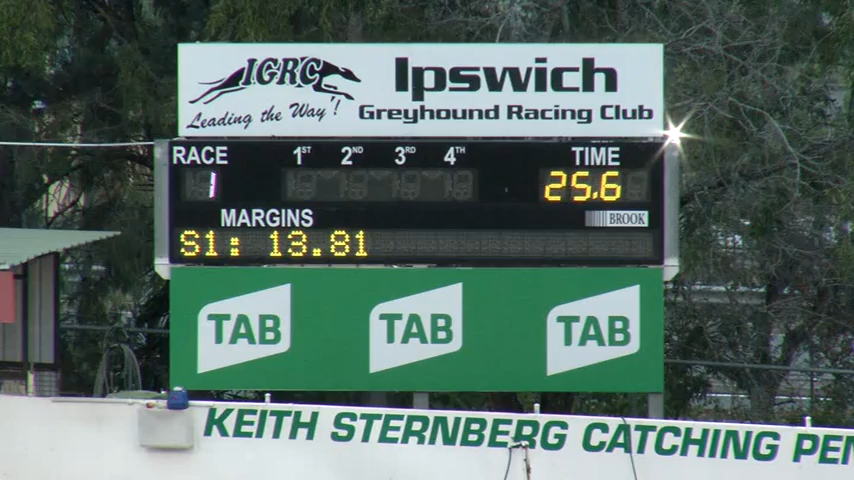 IGRC
Leading the Way!
Ipswich
Greyhound Racing Club
RACE 1ST 2ND 3RD 4TH TIME
1 25.6
MARGINS BROOK
S1: 13.81
TAB TAB TAB
KEITH STERNBERG CATCHING PEN